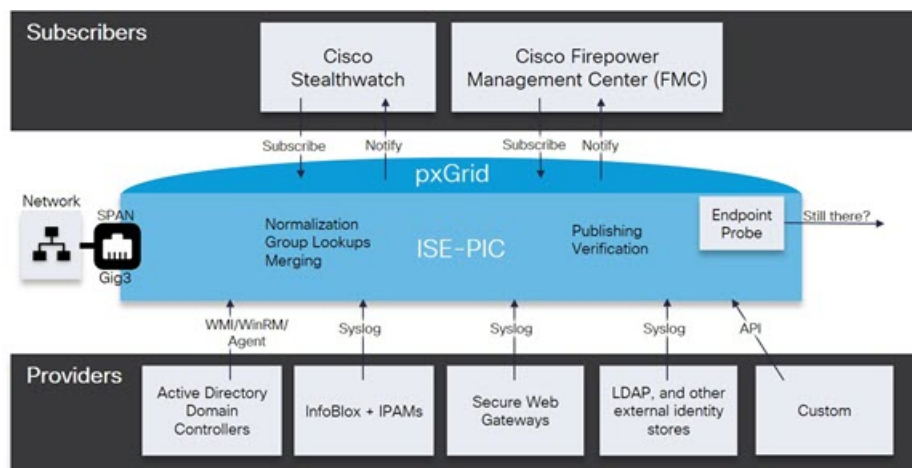 Subscribers
Cisco
Stealthwatch
Cisco Firepower
Management Center (FMC)
Subscribe
Notify
Subscribe
Notify
pxGrid
Network
SPAN
Gig3
Normalization
Group Lookups
Merging
ISE-PIC
Publishing
Verification
Endpoint
Probe
Still there?
WMI/WinRM/
Agent
Syslog
Syslog
Syslog
API
Providers
Active Directory
Domain
Controllers
InfoBlox + IPAMs
Secure Web
Gateways
LDAP, and other
external identity
stores
Custom